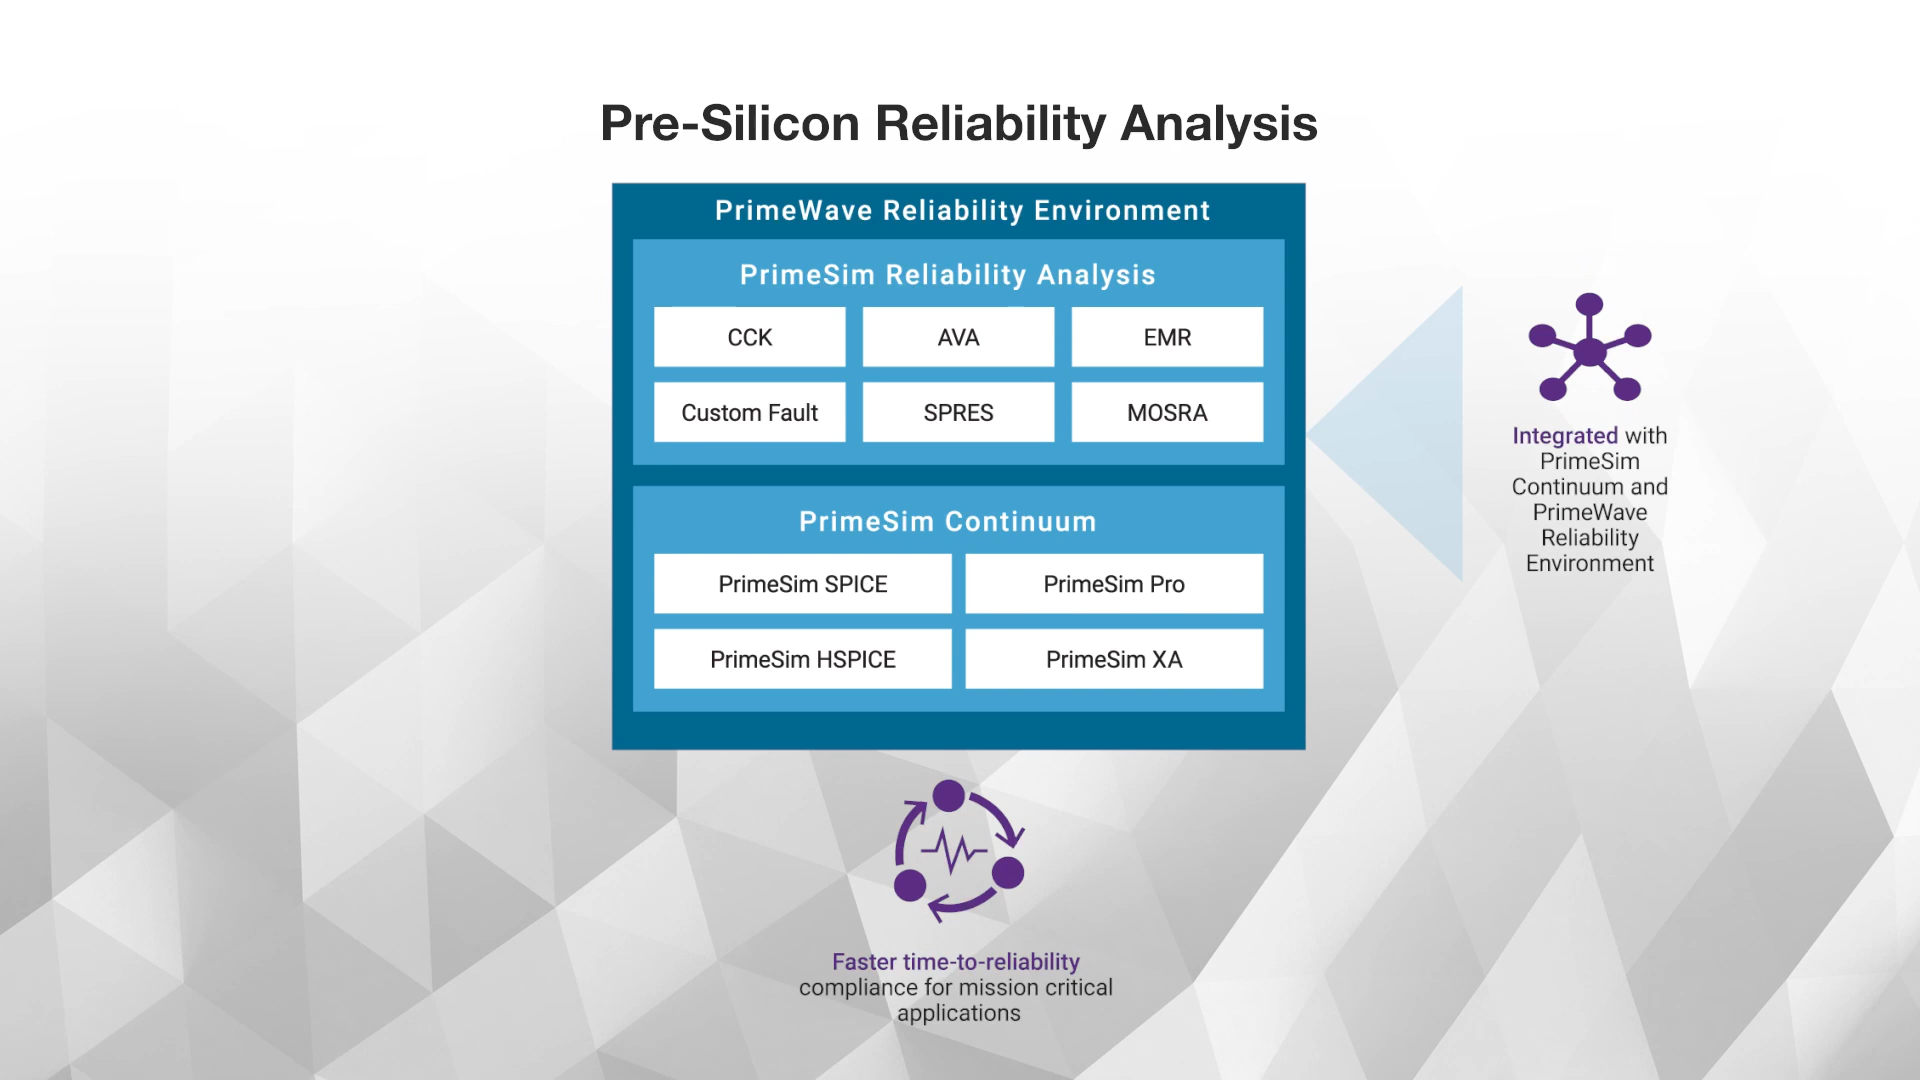 Pre-Silicon Reliability Analysis
PrimeWave Reliability Environment
PrimeSim Reliability Analysis
CCK
AVA
EMR
Custom Fault
SPRES
MOSRA
PrimeSim Continuum
PrimeSim SPICE
PrimeSim Pro
PrimeSim HSPICE
PrimeSim XA
Integrated with
PrimeSim
Continuum and
PrimeWave
Reliability
Environment
Faster time-to-reliability
compliance for mission critical
applications